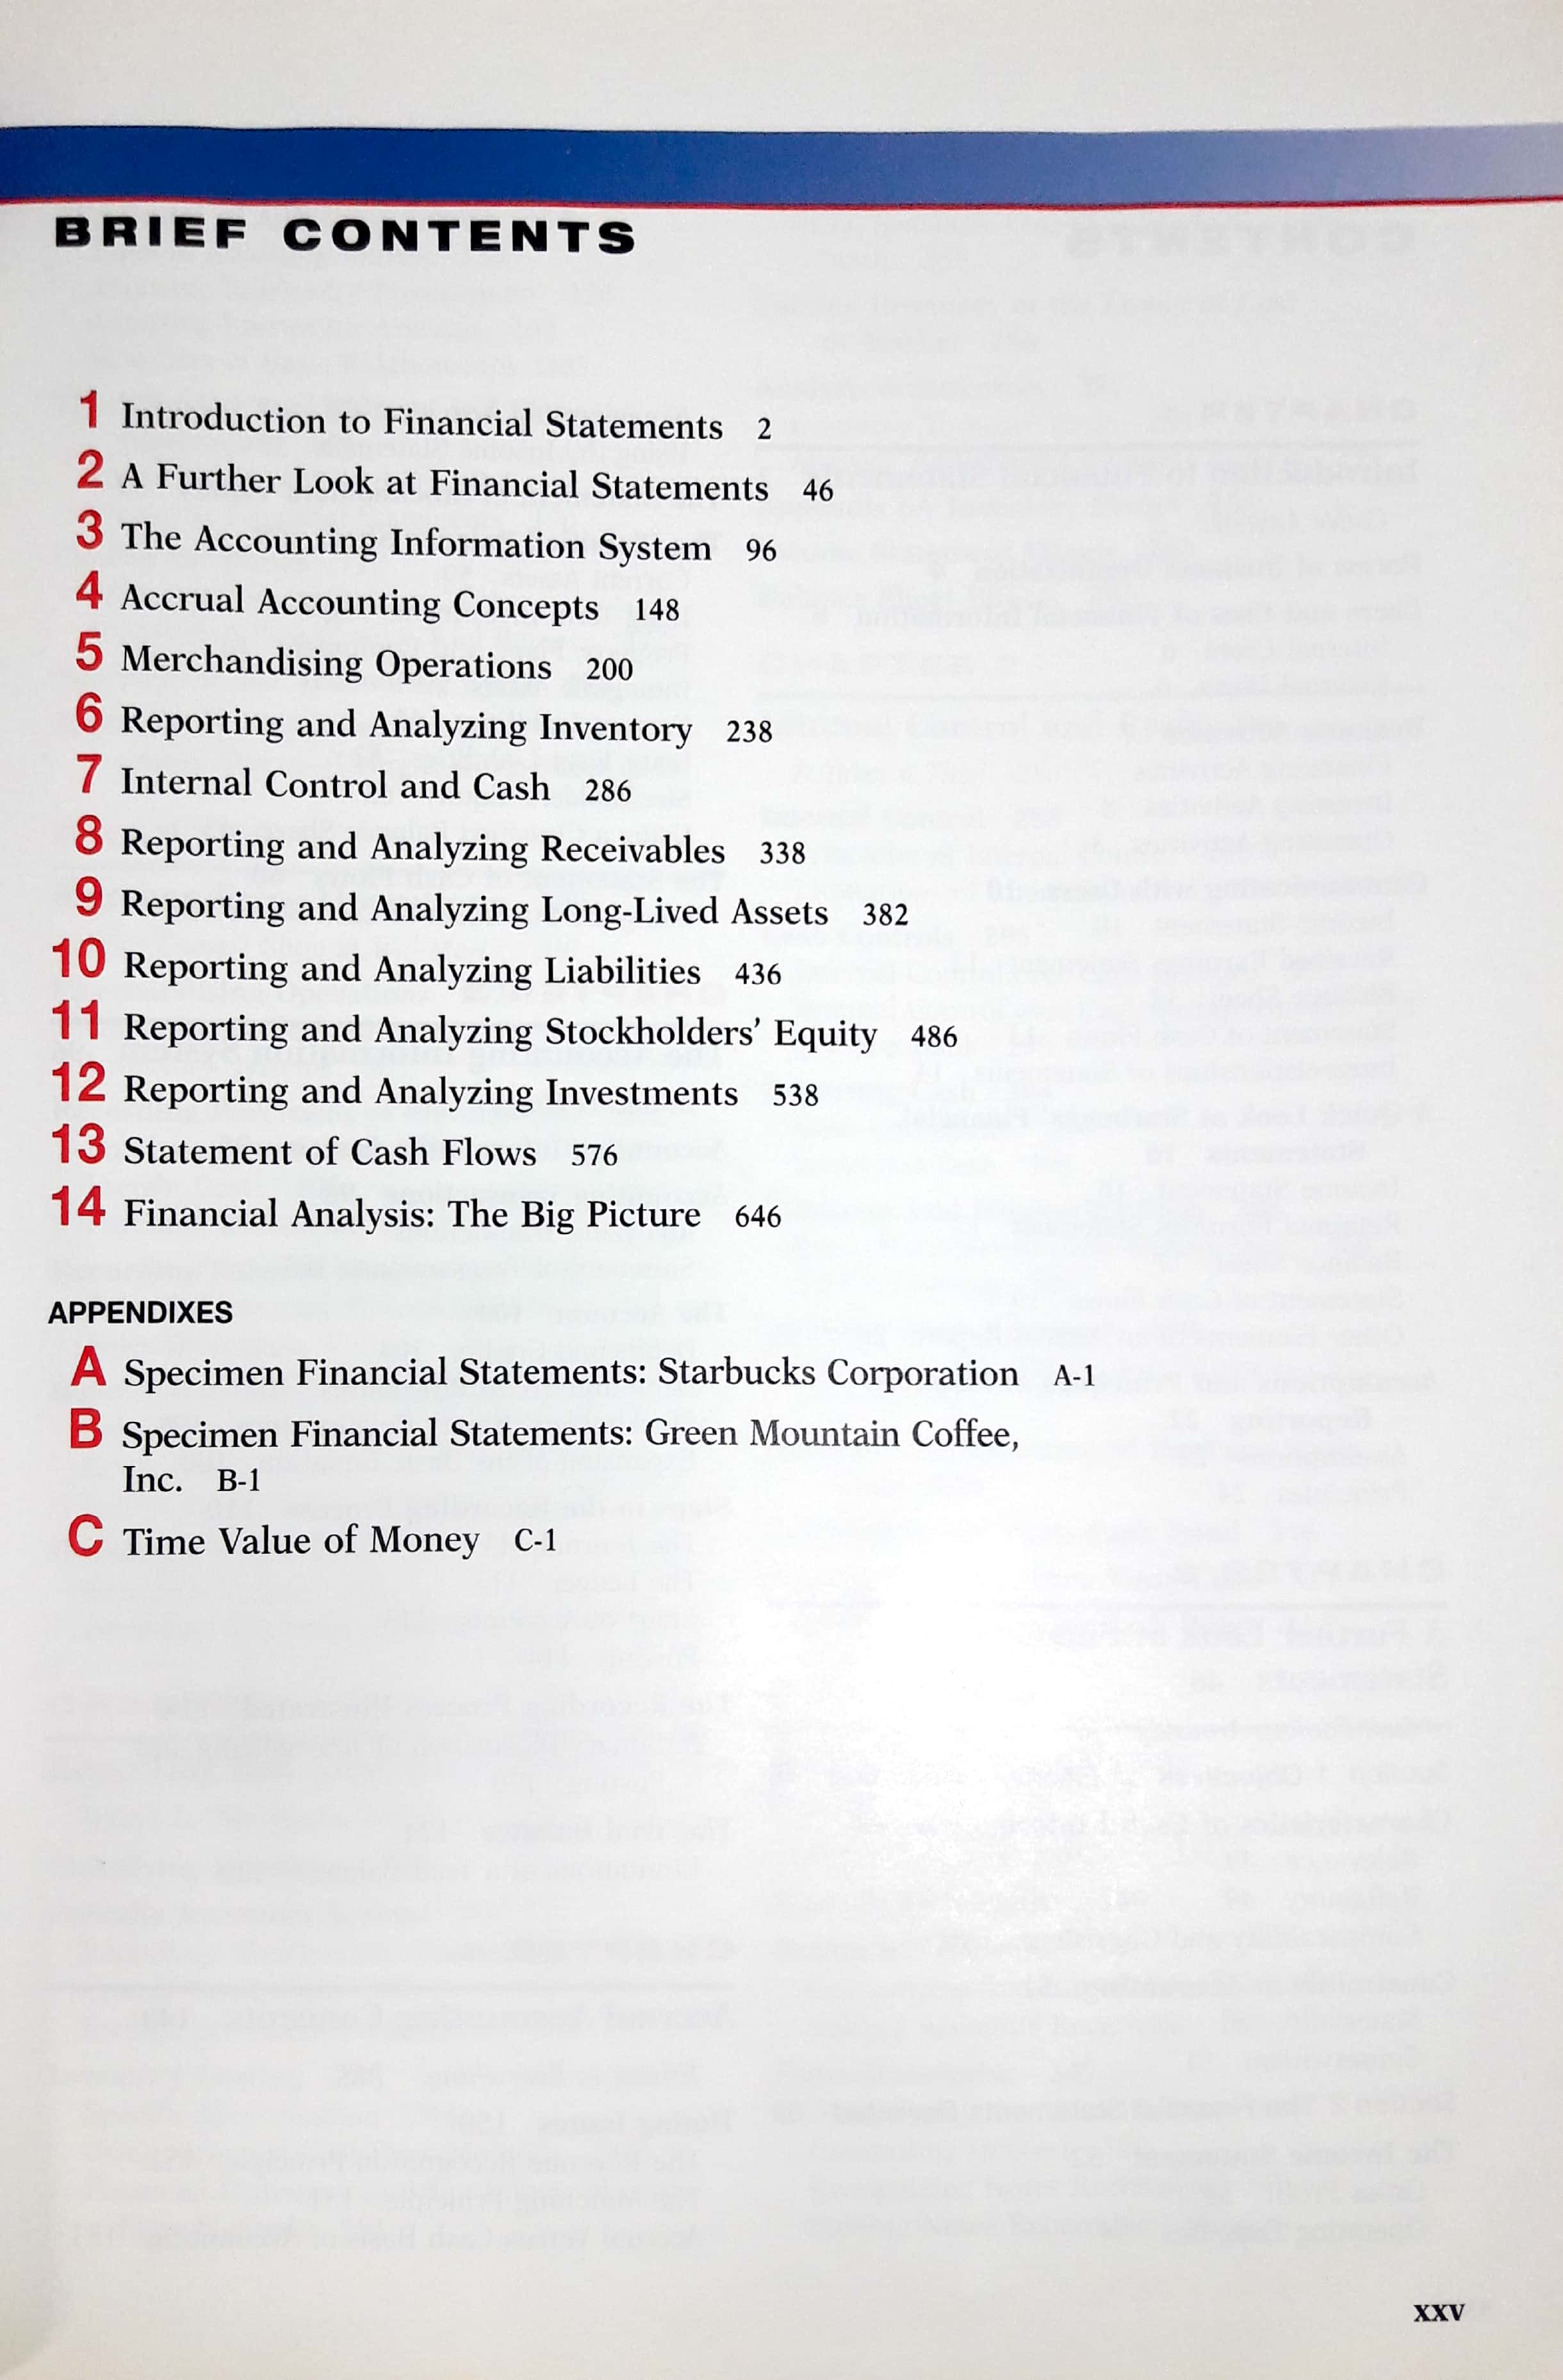 BRIEF CONTENTS
1 Introduction to Financial Statements 2
2 A Further Look at Financial Statements 46
3 The Accounting Information System 96
4 Accrual Accounting Concepts 148
5 Merchandising Operations 200
6 Reporting and Analyzing Inventory 238
7 Internal Control and Cash 286
8 Reporting and Analyzing Receivables 338
9 Reporting and Analyzing Long-Lived Assets 382
10 Reporting and Analyzing Liabilities 436
11 Reporting and Analyzing Stockholders' Equity 486
12 Reporting and Analyzing Investments 538
13 Statement of Cash Flows 576
14 Financial Analysis: The Big Picture 646
APPENDIXES
A Specimen Financial Statements: Starbucks Corporation A-1
B Specimen Financial Statements: Green Mountain Coffee,
Inc. B-1
C Time Value of Money C-1
xxv